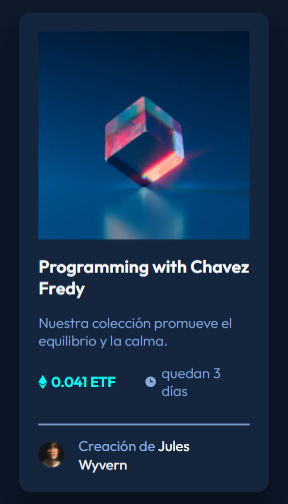 Programming with Chavez
Fredy
Nuestra colección promueve el
equilibrio y la calma.
0.041 ETF
quedan 3
días
Creación de Jules
Wyvern